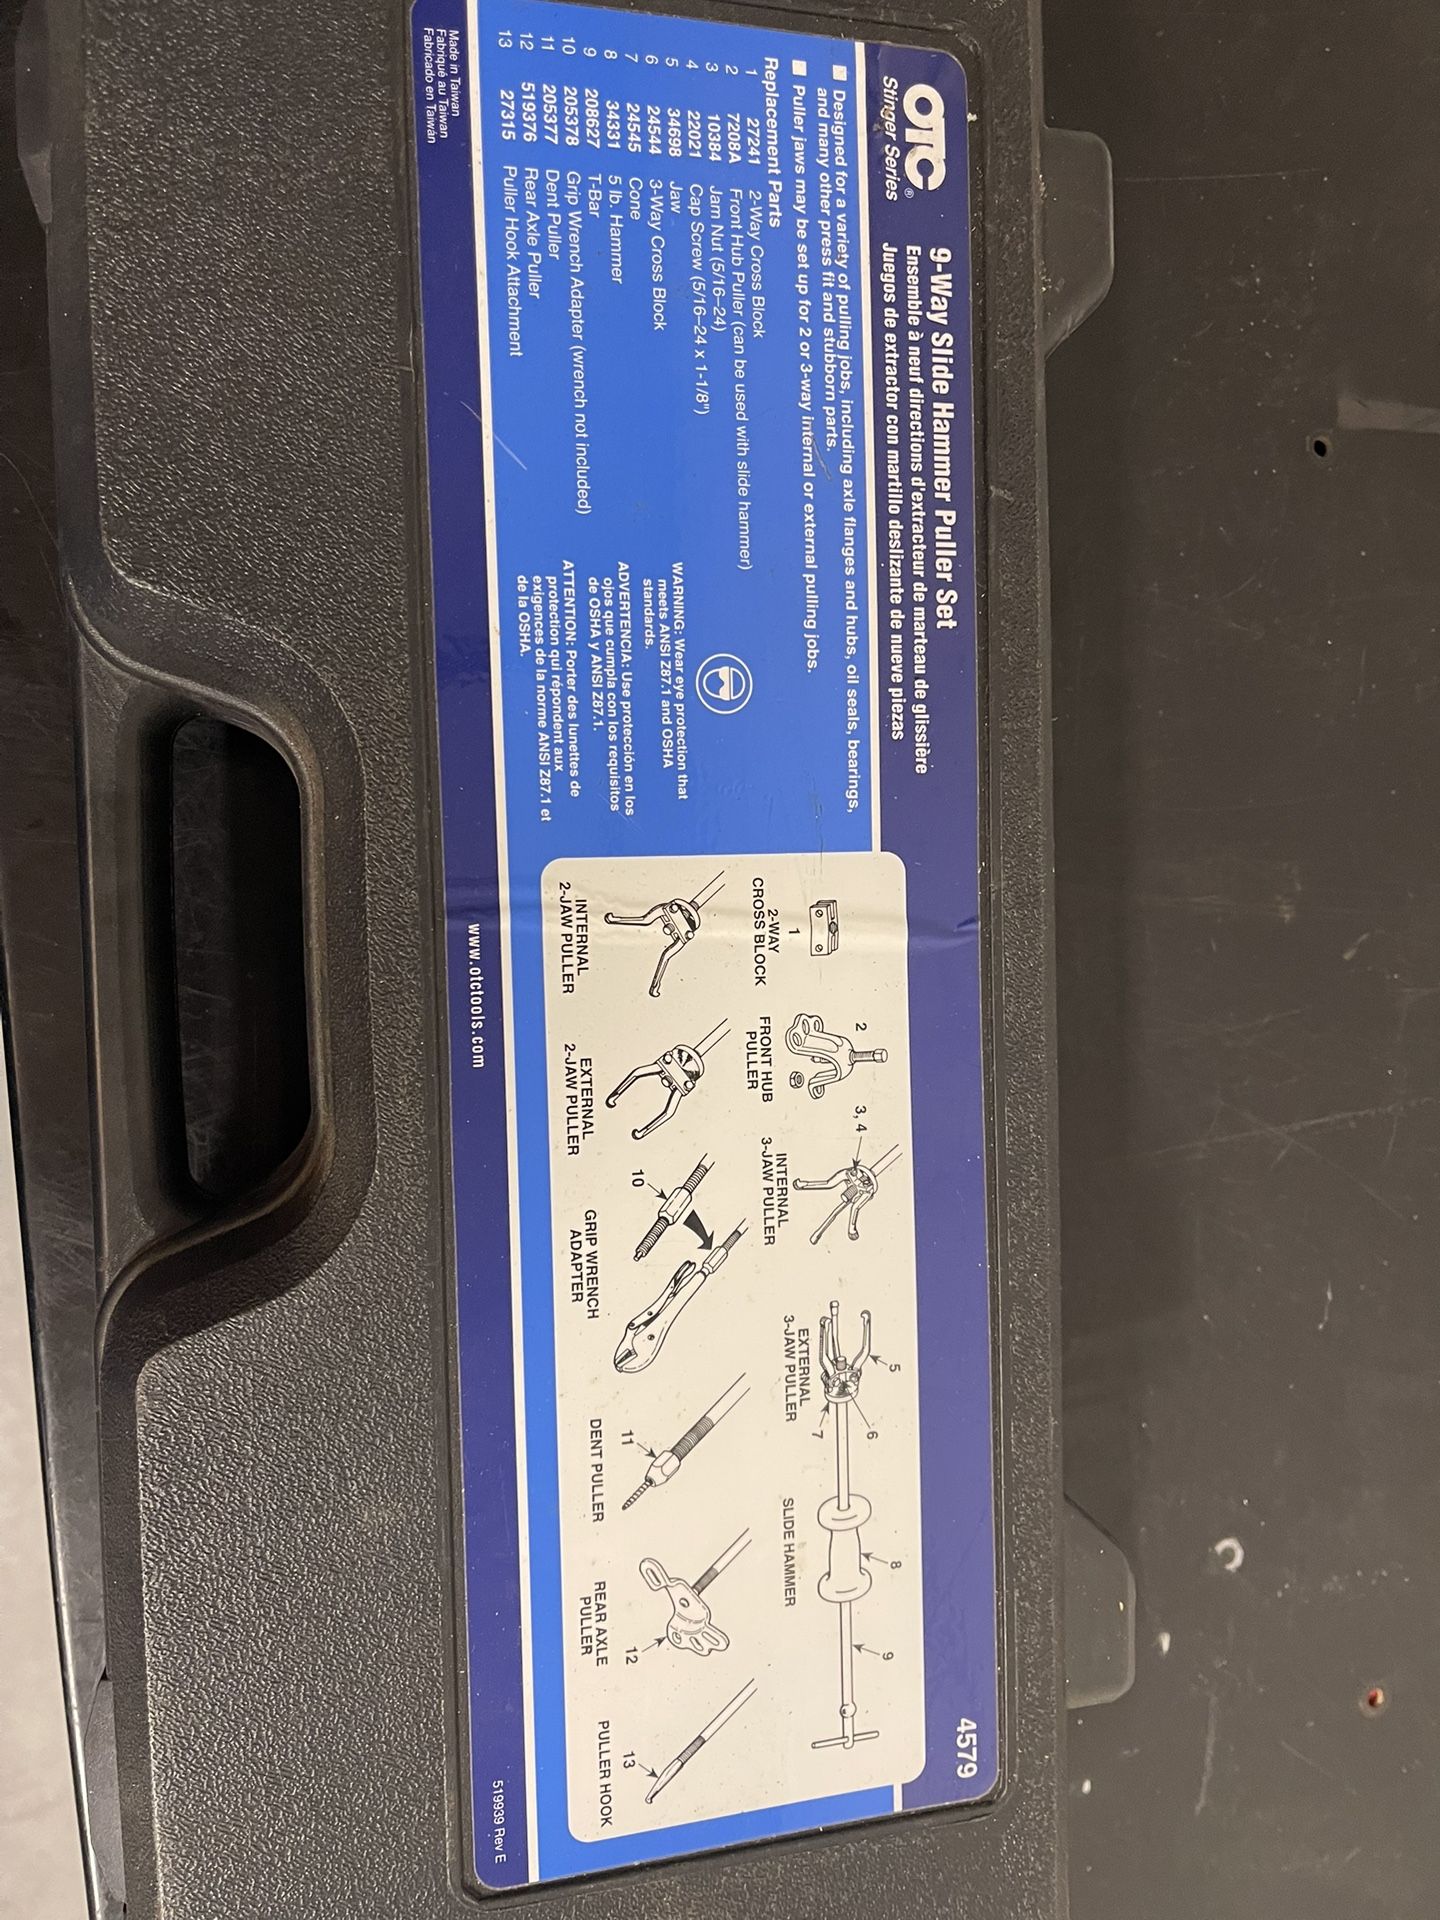 OTC®
Stinger Series
9-Way Slide Hammer Puller Set
Ensemble à neuf directions d'extracteur de marteau de glissière
Juegos de extractor con martillo deslizante de nueve piezas
4579
Designed for a variety of pulling jobs, including axle flanges and hubs, oil seals, bearings,
and many other press fit and stubborn parts.
Puller jaws may be set up for 2 or 3-way internal or external pulling jobs.
Replacement Parts
1 27241 2-Way Cross Block
2 7208A Front Hub Puller (can be used with slide hammer)
3 10384 Jam Nut (5/16–24)
4 22021 Cap Screw (5/16–24 x 1-1/8")
5 34698 Jaw
6 24544 3-Way Cross Block
7 24545 Cone
8 34331 5 lb. Hammer
9 208627 T-Bar
10 205378 Grip Wrench Adapter (wrench not included)
11 205377 Dent Puller
12 519376 Rear Axle Puller
13 27315 Puller Hook Attachment
WARNING: Wear eye protection that
meets ANSI Z87.1 and OSHA
standards.
ADVERTENCIA: Use protección en los
ojos que cumpla con los requisitos
de OSHA y ANSI Z87.1.
ATTENTION: Porter des lunettes de
protection qui répondent aux
exigences de la norme ANSI Z87.1 et
de la OSHA.
1
2-WAY
CROSS BLOCK
2
FRONT HUB
PULLER
3, 4
INTERNAL
3-JAW PULLER
5
6
7
EXTERNAL
3-JAW PULLER
8
9
SLIDE HAMMER
INTERNAL
2-JAW PULLER
EXTERNAL
2-JAW PULLER
10
GRIP WRENCH
ADAPTER
11
DENT PULLER
12
REAR AXLE
PULLER
13
PULLER HOOK
Made in Taiwan
Fabriqué au Taiwan
Fabricado en Taiwán
www.otctools.com
519939 Rev E